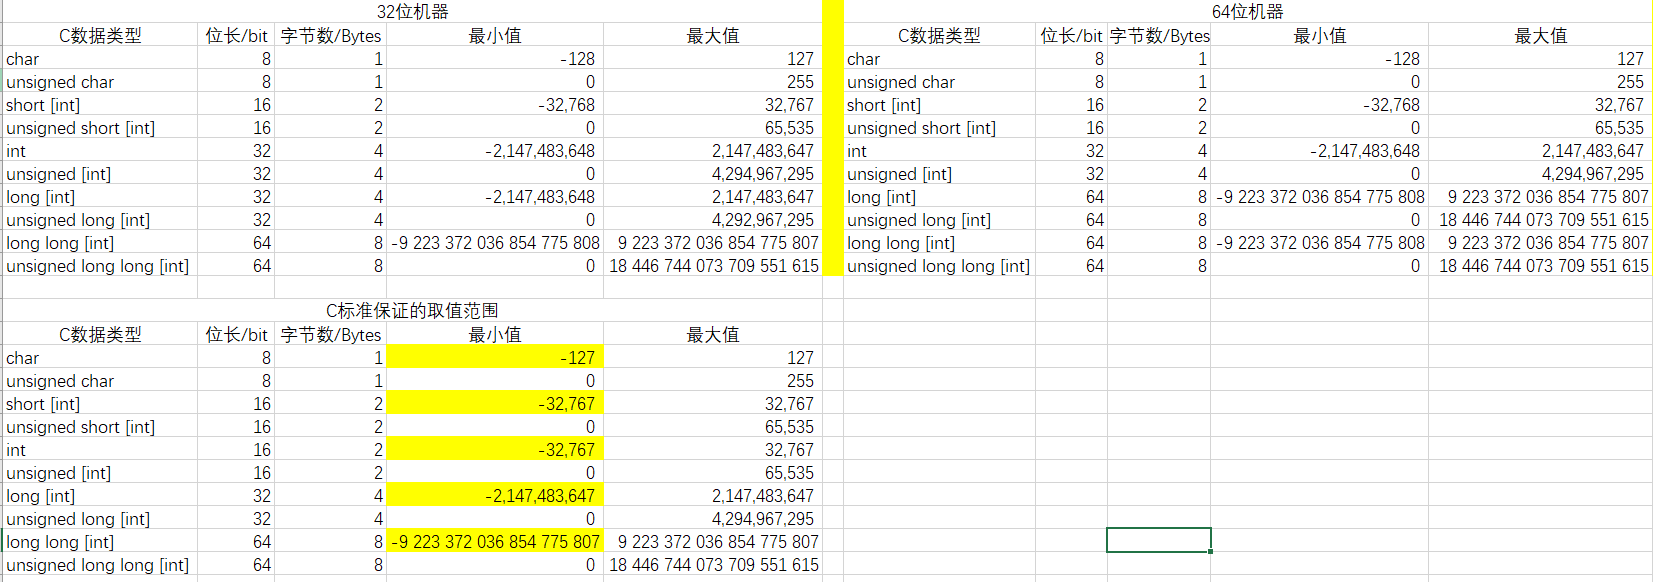 32位机器
C数据类型 位长/bit 字节数/Bytes 最小值 最大值
char 8 1 -128 127
unsigned char 8 1 0 255
short [int] 16 2 -32,768 32,767
unsigned short [int] 16 2 0 65,535
int 32 4 -2,147,483,648 2,147,483,647
unsigned [int] 32 4 0 4,294,967,295
long [int] 32 4 -2,147,483,648 2,147,483,647
unsigned long [int] 32 4 0 4,292,967,295
long long [int] 64 8 -9 223 372 036 854 775 808 9 223 372 036 854 775 807
unsigned long long [int] 64 8 0 18 446 744 073 709 551 615
64位机器
C数据类型 位长/bit 字节数/Bytes 最小值 最大值
char 8 1 -128 127
unsigned char 8 1 0 255
short [int] 16 2 -32,768 32,767
unsigned short [int] 16 2 0 65,535
int 32 4 -2,147,483,648 2,147,483,647
unsigned [int] 32 4 0 4,294,967,295
long [int] 64 8 -9 223 372 036 854 775 808 9 223 372 036 854 775 807
unsigned long [int] 64 8 0 18 446 744 073 709 551 615
long long [int] 64 8 -9 223 372 036 854 775 808 9 223 372 036 854 775 807
unsigned long long [int] 64 8 0 18 446 744 073 709 551 615
C标准保证的取值范围
C数据类型 位长/bit 字节数/Bytes 最小值 最大值
char 8 1 -127 127
unsigned char 8 1 0 255
short [int] 16 2 -32,767 32,767
unsigned short [int] 16 2 0 65,535
int 16 2 -32,767 32,767
unsigned [int] 16 2 0 65,535
long [int] 32 4 -2,147,483,647 2,147,483,647
unsigned long [int] 32 4 0 4,294,967,295
long long [int] 64 8 -9 223 372 036 854 775 807 9 223 372 036 854 775 807
unsigned long long [int] 64 8 0 18 446 744 073 709 551 615